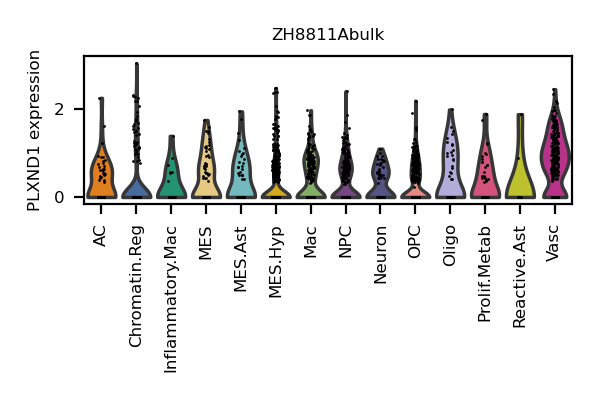 ZH8811Abulk
PLXND1 expression
2
0
AC
Chromatin.Reg
Inflammatory.Mac
MES
MES.Ast
MES.Hyp
Mac
NPC
Neuron
OPC
Oligo
Prolif.Metab
Reactive.Ast
Vasc